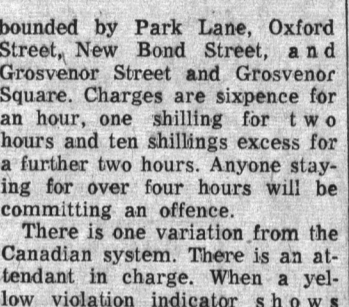 bounded by Park Lane, Oxford
Street, New Bond Street, and
Grosvenor Street and Grosvenor
Square. Charges are sixpence for
an hour, one shilling for two
hours and ten shillings excess for
a further two hours. Anyone stay-
ing for over four hours will be
committing an offence.
There is one variation from the
Canadian system. There is an at-
tendant in charge. When a yel-
low violation indicator shows